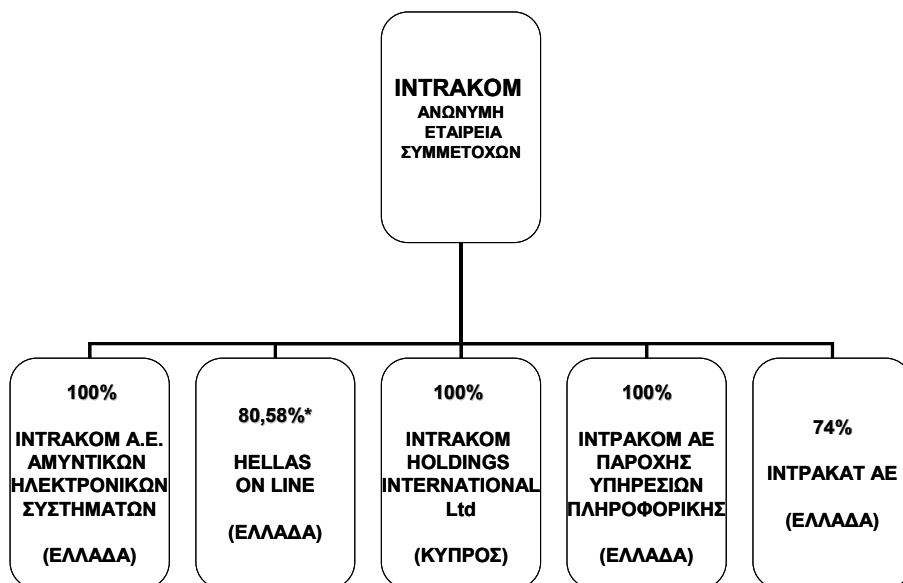 INTRAKOM
ΑΝΩΝΥΜΗ
ΕΤΑΙΡΕΙΑ
ΣΥΜΜΕΤΟΧΩΝ
100%
INTRAKOM Α.Ε.
ΑΜΥΝΤΙΚΩΝ
ΗΛΕΚΤΡΟΝΙΚΩΝ
ΣΥΣΤΗΜΑΤΩΝ
(ΕΛΛΑΔΑ)
80,58%*
HELLAS
ON LINE
(ΕΛΛΑΔΑ)
100%
INTRAKOM
HOLDINGS
INTERNATIONAL
Ltd
(ΚΥΠΡΟΣ)
100%
ΙΝΤΡΑΚΟΜ ΑΕ
ΠΑΡΟΧΗΣ
ΥΠΗΡΕΣΙΩΝ
ΠΛΗΡΟΦΟΡΙΚΗΣ
(ΕΛΛΑΔΑ)
74%
ΙΝΤΡΑΚΑΤ ΑΕ
(ΕΛΛΑΔΑ)